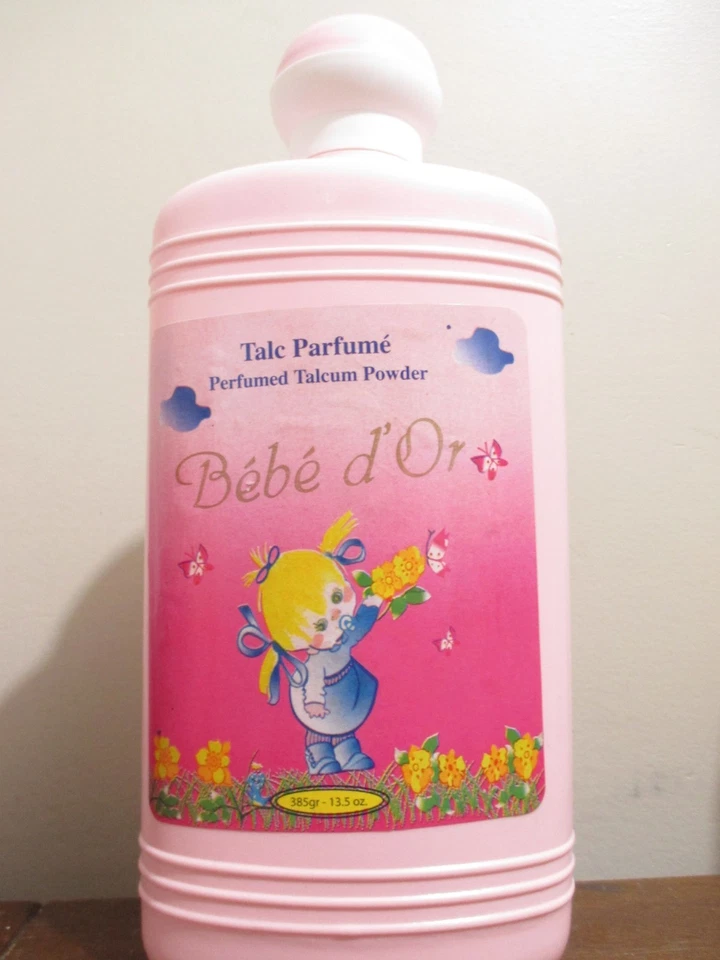 Talc Parfumé
Perfumed Talcum Powder
Bébé d'Or
385gr - 13.5 oz.